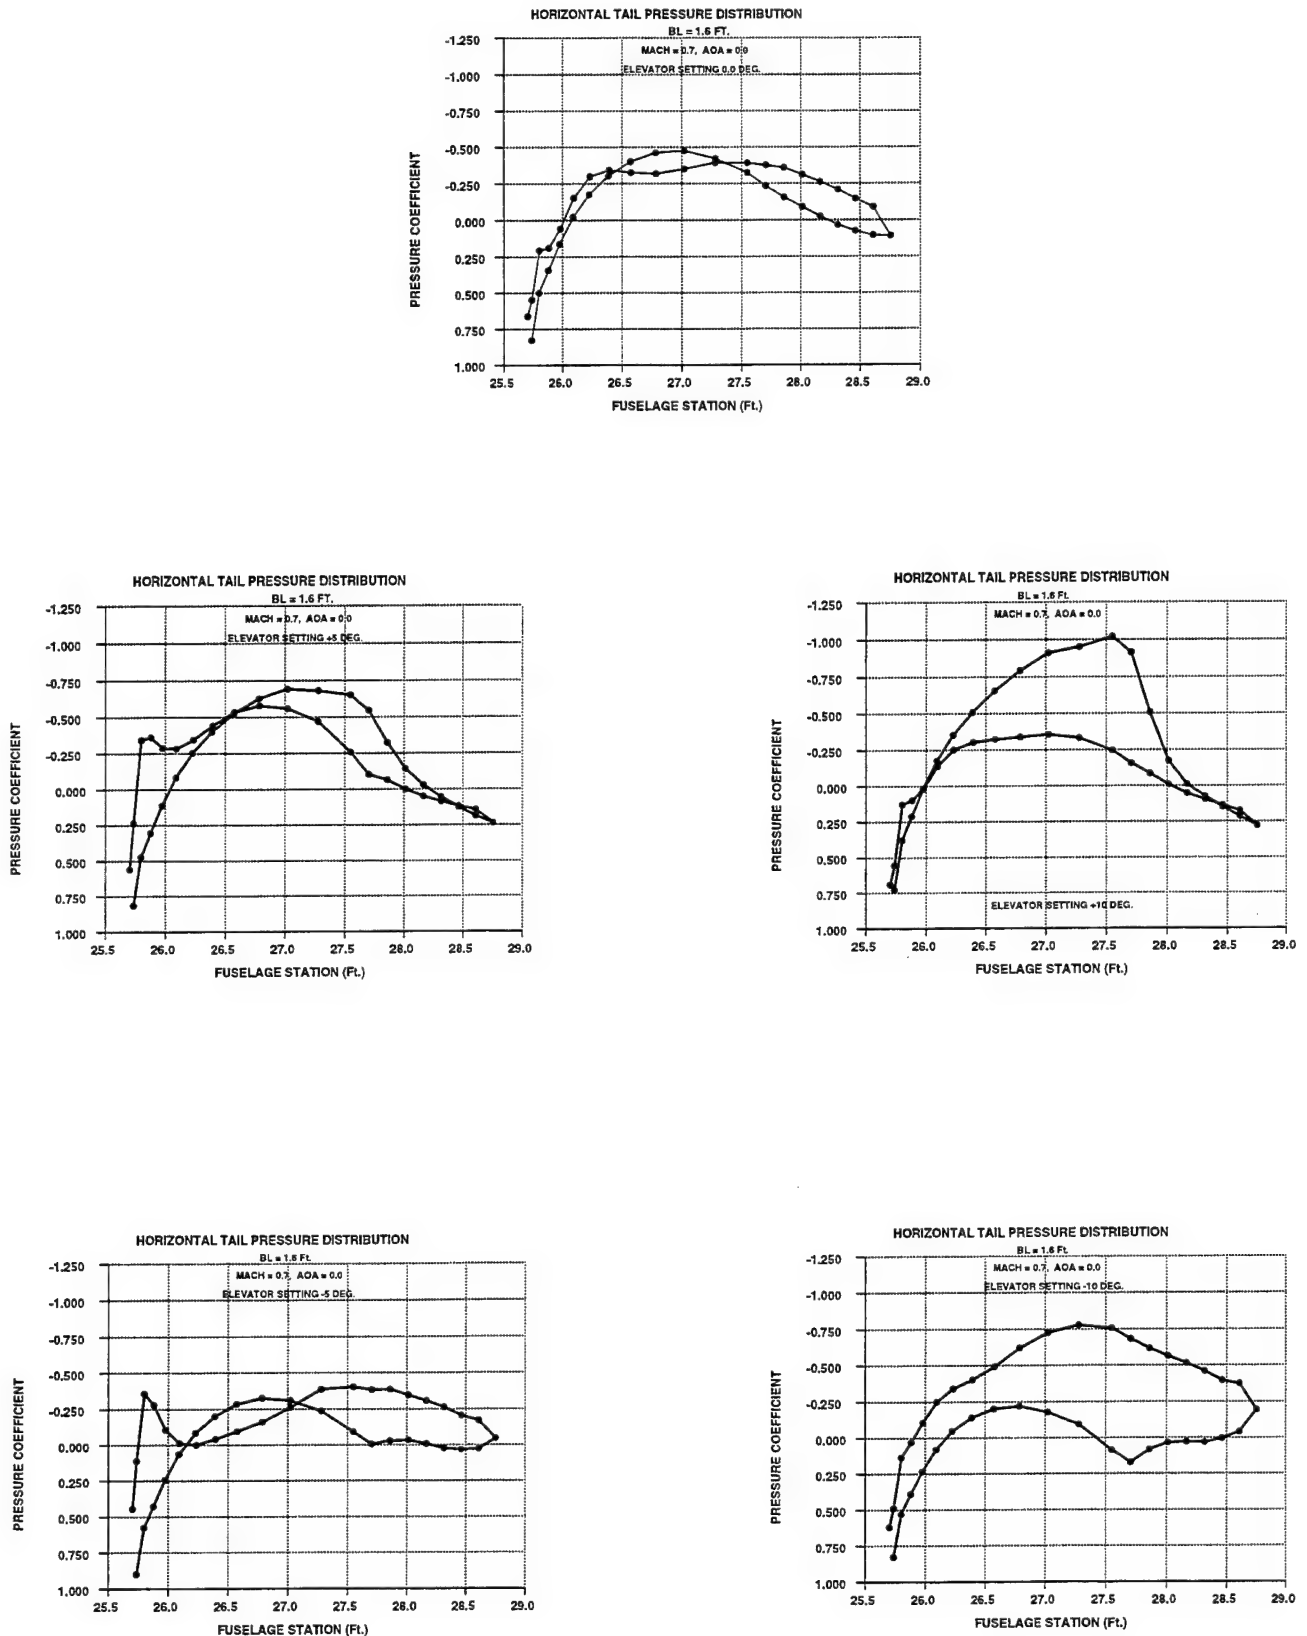 HORIZONTAL TAIL PRESSURE DISTRIBUTION
BL = 1.6 FT.
MACH = 0.7, AOA = 0.0
ELEVATOR SETTING 0.0 DEG.
-1.250
-1.000
-0.750
-0.500
-0.250
0.000
0.250
0.500
0.750
1.000
PRESSURE COEFFICIENT
25.5 26.0 26.5 27.0 27.5 28.0 28.5 29.0
FUSELAGE STATION (Ft.)
HORIZONTAL TAIL PRESSURE DISTRIBUTION
BL = 1.6 FT.
MACH = 0.7, AOA = 0.0
ELEVATOR SETTING +5 DEG.
-1.250
-1.000
-0.750
-0.500
-0.250
0.000
0.250
0.500
0.750
1.000
PRESSURE COEFFICIENT
25.5 26.0 26.5 27.0 27.5 28.0 28.5 29.0
FUSELAGE STATION (Ft.)
HORIZONTAL TAIL PRESSURE DISTRIBUTION
BL = 1.6 Ft.
MACH = 0.7, AOA = 0.0
-1.250
-1.000
-0.750
-0.500
-0.250
0.000
0.250
0.500
0.750
1.000
PRESSURE COEFFICIENT
ELEVATOR SETTING +10 DEG.
25.5 26.0 26.5 27.0 27.5 28.0 28.5 29.0
FUSELAGE STATION (Ft.)
HORIZONTAL TAIL PRESSURE DISTRIBUTION
BL = 1.6 Ft.
MACH = 0.7, AOA = 0.0
ELEVATOR SETTING -5 DEG.
-1.250
-1.000
-0.750
-0.500
-0.250
0.000
0.250
0.500
0.750
1.000
PRESSURE COEFFICIENT
25.5 26.0 26.5 27.0 27.5 28.0 28.5 29.0
FUSELAGE STATION (Ft.)
HORIZONTAL TAIL PRESSURE DISTRIBUTION
BL = 1.6 Ft.
MACH = 0.7, AOA = 0.0
ELEVATOR SETTING -10 DEG.
-1.250
-1.000
-0.750
-0.500
-0.250
0.000
0.250
0.500
0.750
1.000
PRESSURE COEFFICIENT
25.5 26.0 26.5 27.0 27.5 28.0 28.5 29.0
FUSELAGE STATION (Ft.)